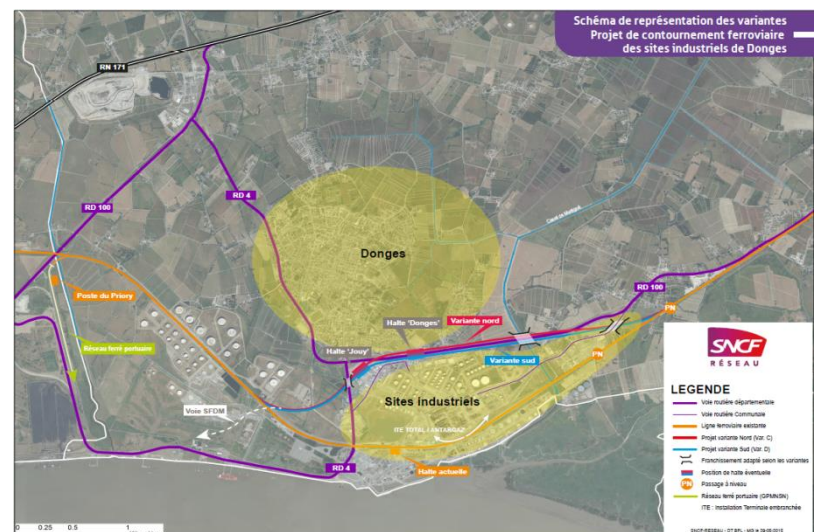 Schéma de représentation des variantes
Projet de contournement ferroviaire
des sites industriels de Donges
RN 171
RD 4
RD 100
Donges
RD 100
Poste du Priory
PN
Halte 'Donges'
Variante nord
Réseau ferré portuaire
Halte 'Jouy'
Variante sud
PN
Sites industriels
Voie SFDM
RD 4
Halte actuelle
SNCF
RÉSEAU
LEGENDE
Voie routière départementale
Voie routière Communale
Ligne ferroviaire existante
Projet variante Nord (Var. C)
Projet variante Sud (Var. D)
Franchissement adapté selon les variantes
Position de halte éventuelle
PN
Passage à niveau
Réseau ferré portuaire (GPMNSN)
ITE : Installation Terminale embranchée
0 0.25 0.5 1